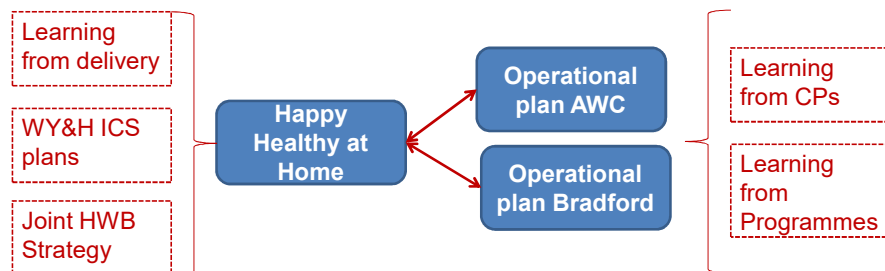 Learning
from delivery
WY&H ICS
plans
Joint HWB
Strategy
Happy
Healthy at
Home
Operational
plan AWC
Operational
plan Bradford
Learning
from CPs
Learning
from
Programmes